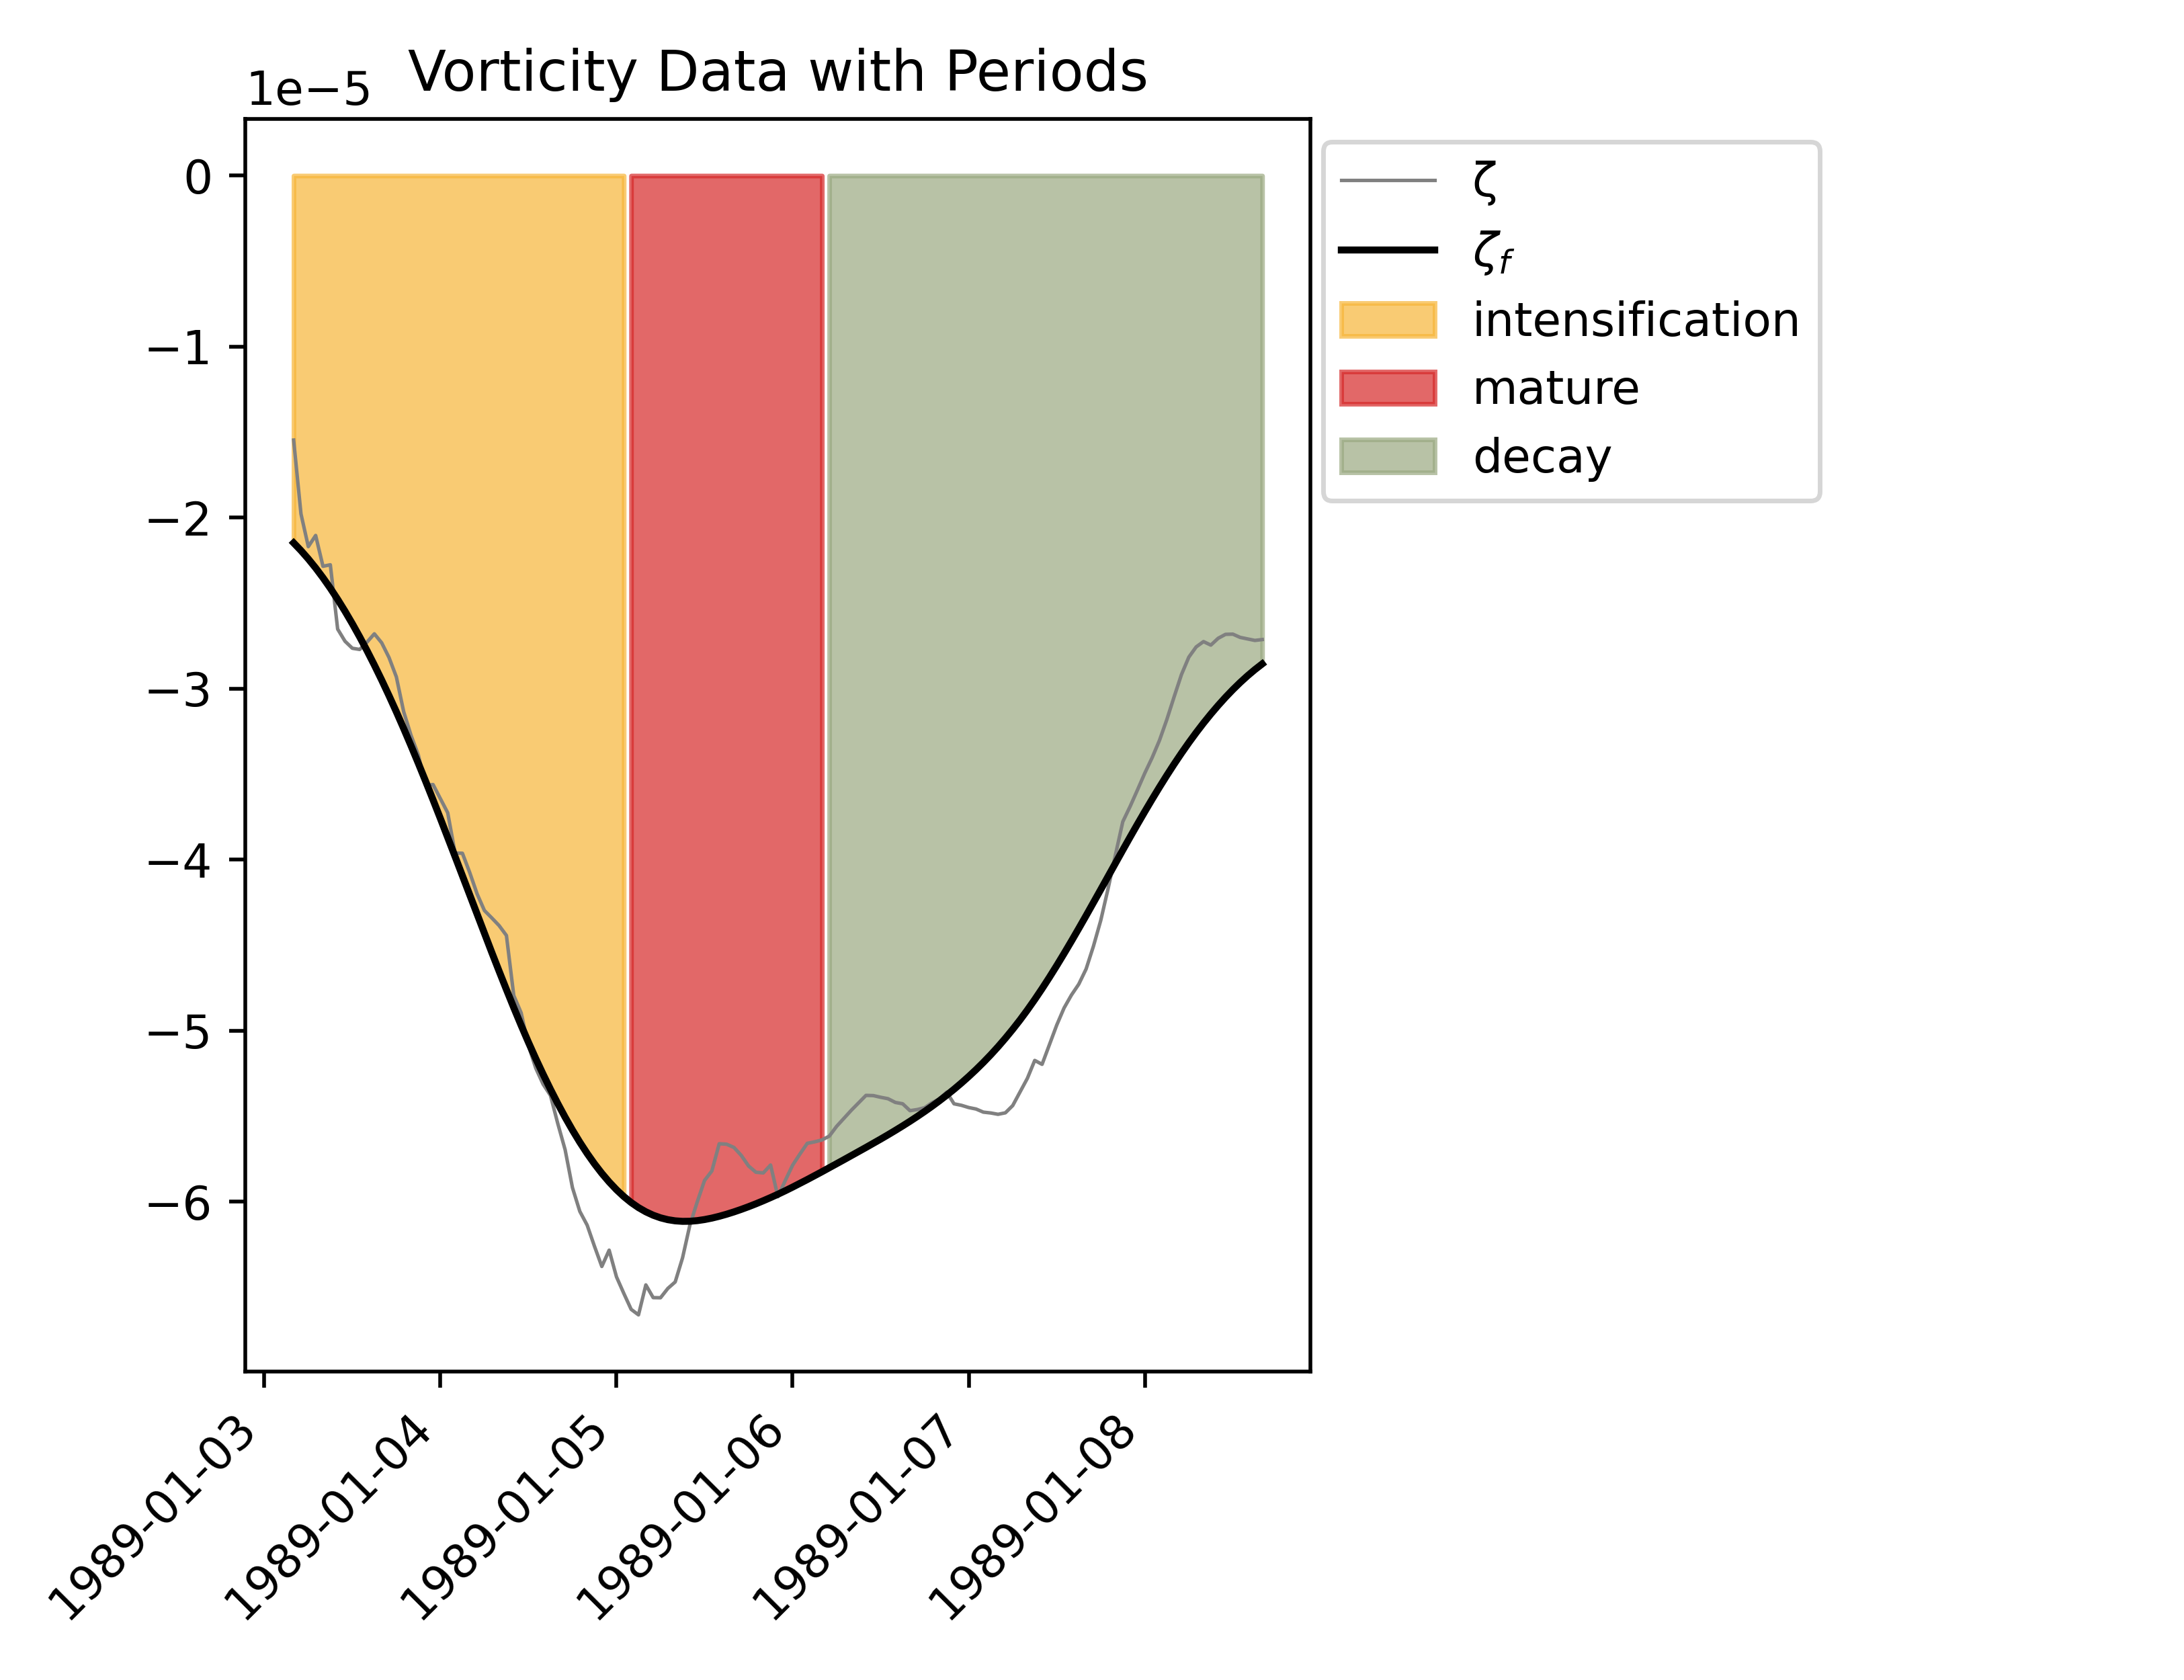 Vorticity Data with Periods
1e−5
0
−1
−2
−3
−4
−5
−6
1989-01-03
1989-01-04
1989-01-05
1989-01-06
1989-01-07
1989-01-08
ζ
ζf
intensification
mature
decay